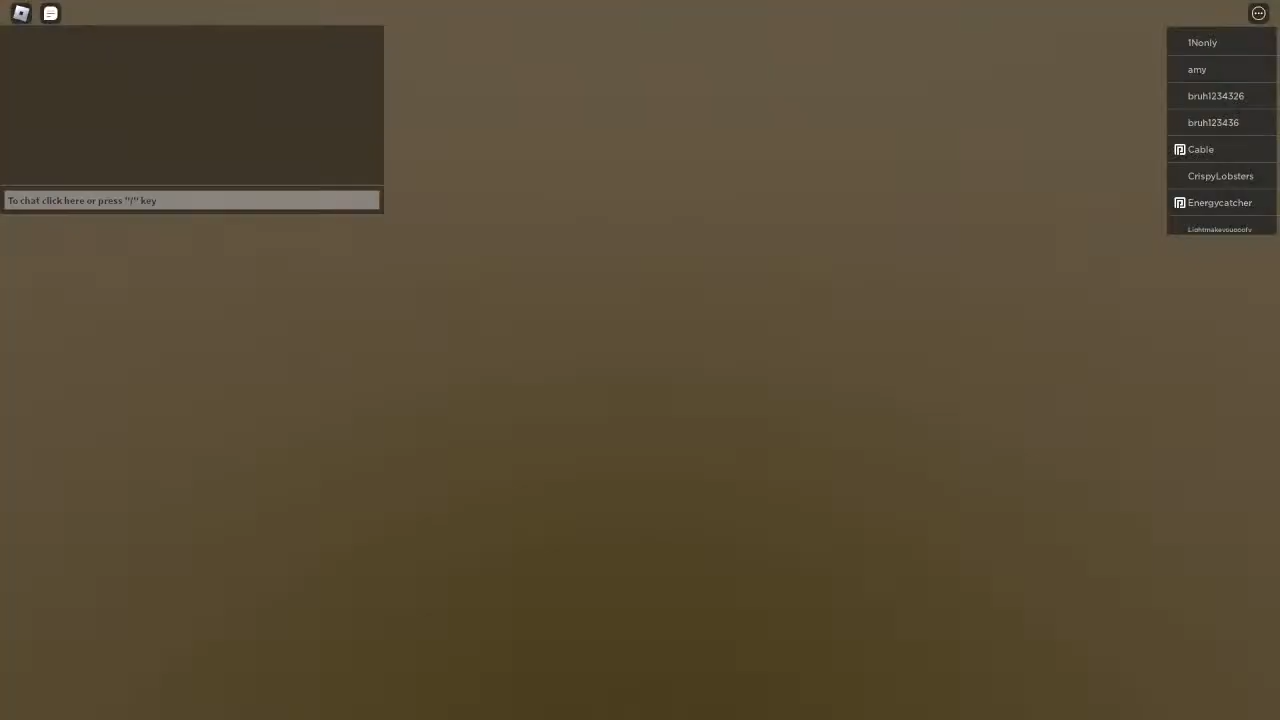 To chat click here or press "/" key
1Nonly
amy
bruh1234326
bruh123436
Cable
CrispyLobsters
Energycatcher